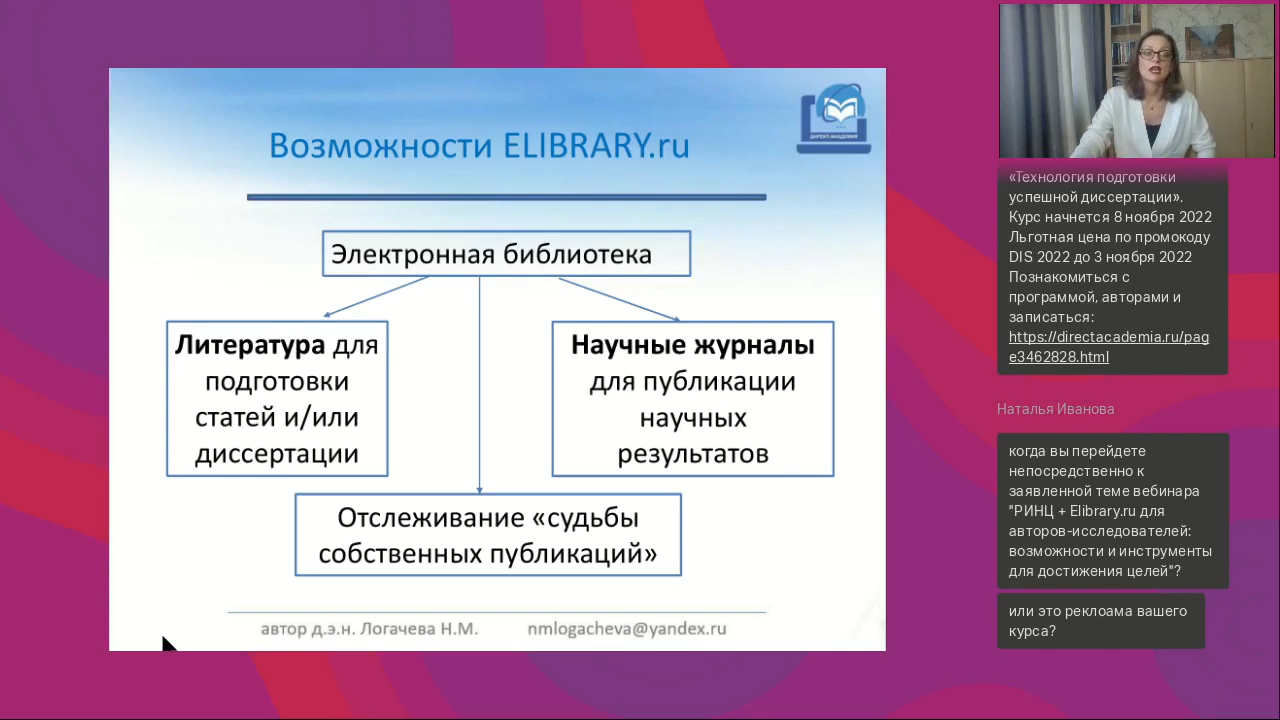 Возможности ELIBRARY.ru
ДИРЕКТ-АКАДЕМИЯ
Электронная библиотека
Литература для
подготовки
статей и/или
диссертации
Научные журналы
для публикации
научных
результатов
Отслеживание «судьбы
собственных публикаций»
автор д.э.н. Логачева Н.М.
nmlogacheva@yandex.ru
«Технология подготовки
успешной диссертации».
Курс начнется 8 ноября 2022
Льготная цена по промокоду
DIS 2022 до 3 ноября 2022
Познакомиться с
программой, авторами и
записаться:
https://directacademia.ru/pag
e3462828.html
Наталья Иванова
когда вы перейдете
непосредственно к
заявленной теме вебинара
"РИНЦ + Elibrary.ru для
авторов-исследователей:
возможности и инструменты
для достижения целей"?
или это реклоама вашего
курса?